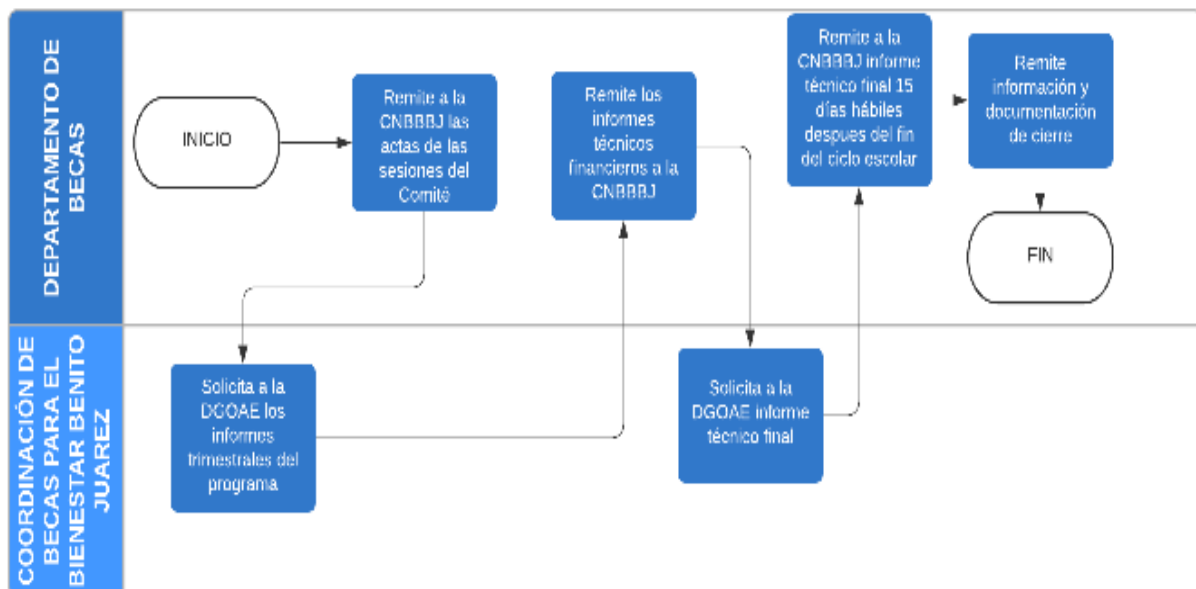 DEPARTAMENTO DE
BECAS
INICIO
Remite a la
CNBBBJ las
actas de las
sesiones del
Comité
Remite los
informes
técnicos
financieros a la
CNBBBJ
Remite a la
CNBBBJ informe
técnico final 15
días hábiles
despues del fin
del ciclo escolar
Remite
información y
documentación
de cierre
FIN
COORDINACIÓN DE
BECAS PARA EL
BIENESTAR BENITO
JUAREZ
Solicita a la
DGOAE los
informes
trimestrales del
programa
Solicita a la
DGOAE informe
técnico final